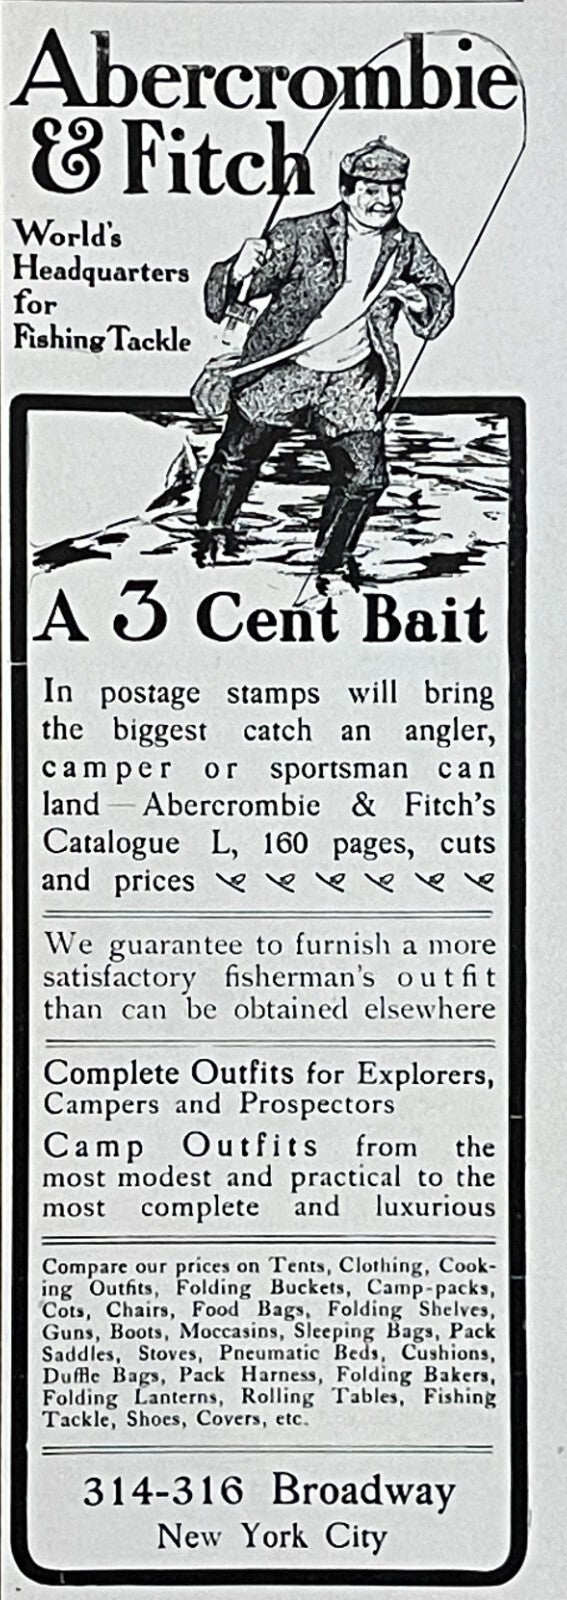 Abercrombie
& Fitch
World's
Headquarters
for
Fishing Tackle
A 3 Cent Bait
In postage stamps will bring
the biggest catch an angler,
camper or sportsman can
land — Abercrombie & Fitch's
Catalogue L, 160 pages, cuts
and prices
We guarantee to furnish a more
satisfactory fisherman's outfit
than can be obtained elsewhere
Complete Outfits for Explorers,
Campers and Prospectors
Camp Outfits from the
most modest and practical to the
most complete and luxurious
Compare our prices on Tents, Clothing, Cook-
ing Outfits, Folding Buckets, Camp-packs,
Cots, Chairs, Food Bags, Folding Shelves,
Guns, Boots, Moccasins, Sleeping Bags, Pack
Saddles, Stoves, Pneumatic Beds, Cushions,
Duffle Bags, Pack Harness, Folding Bakers,
Folding Lanterns, Rolling Tables, Fishing
Tackle, Shoes, Covers, etc.
314-316 Broadway
New York City